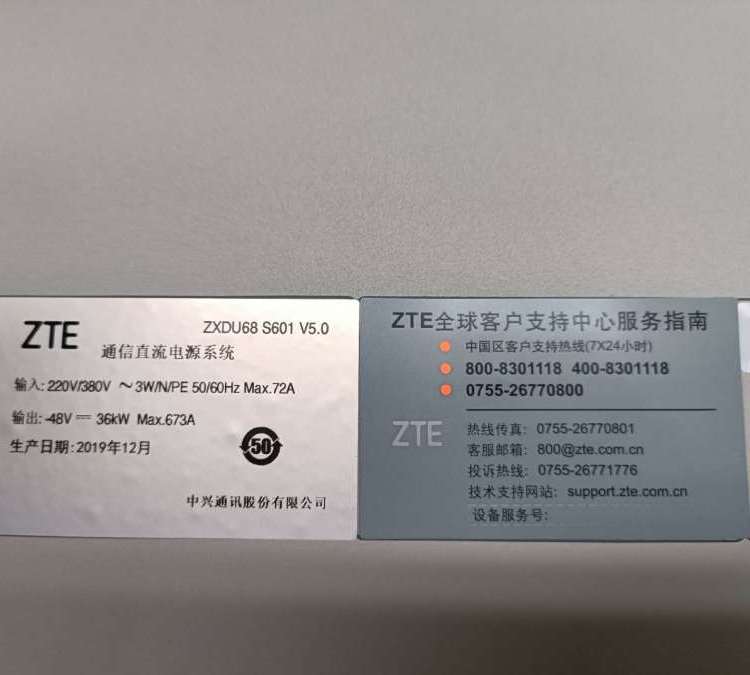 ZTE
ZXDU68 S601 V5.0
通信直流电源系统
输入: 220V/380V ～ 3W/N/PE 50/60Hz Max.72A
输出: -48V ⎓ 36kW Max.673A
生产日期: 2019年12月
50
中兴通讯股份有限公司
ZTE全球客户支持中心服务指南
中国区客户支持热线(7X24小时)
800-8301118 400-8301118
0755-26770800
ZTE
热线传真: 0755-26770801
客服邮箱: 800@zte.com.cn
投诉热线: 0755-26771776
技术支持网站: support.zte.com.cn
设备服务号: